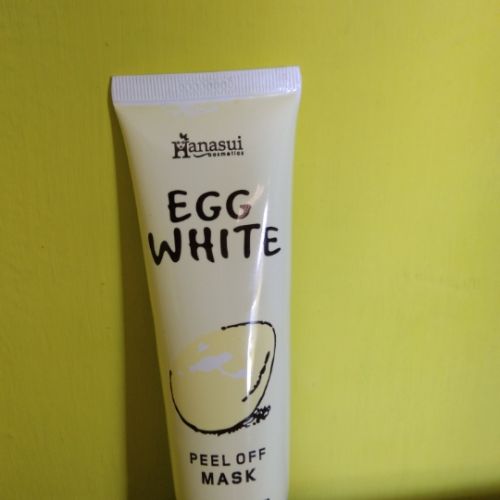 Hanasui
cosmetics
EGG
WHITE
PEEL OFF
MASK